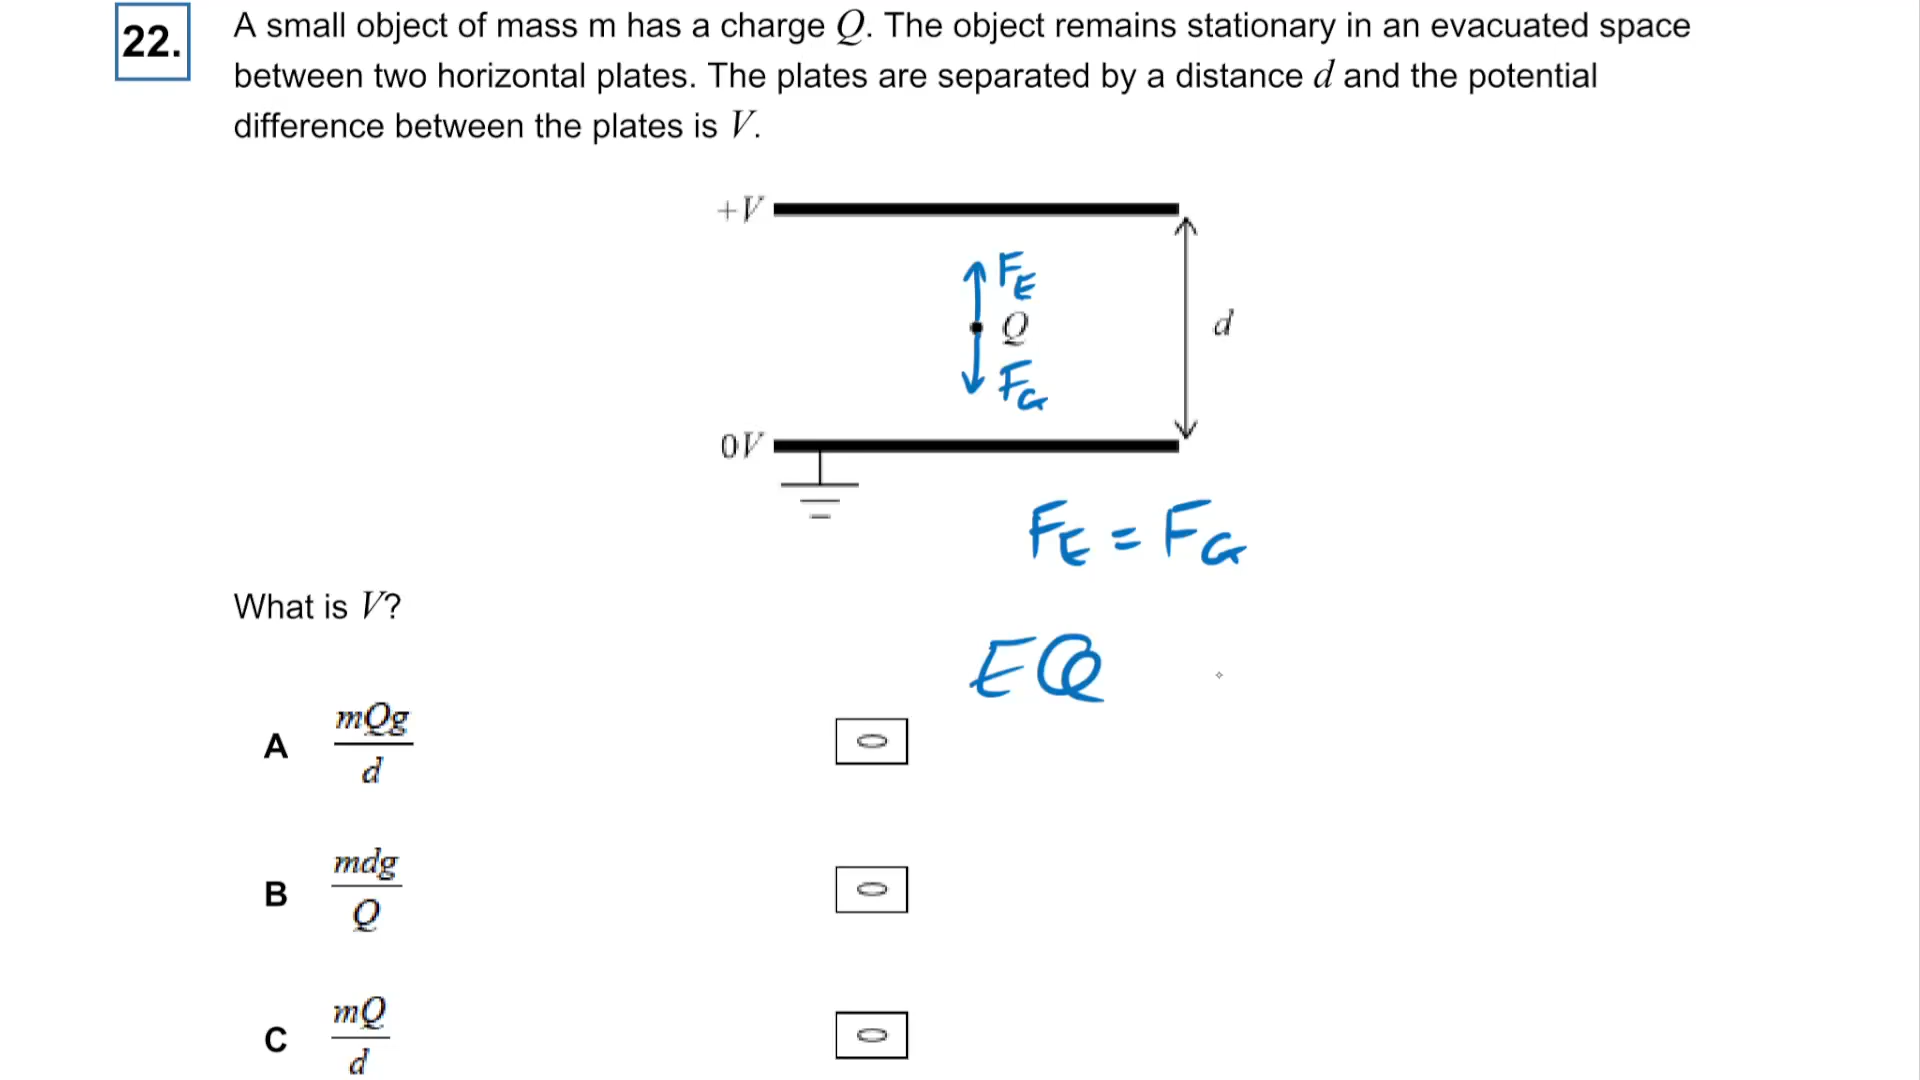 22.
A small object of mass m has a charge Q. The object remains stationary in an evacuated space
between two horizontal plates. The plates are separated by a distance d and the potential
difference between the plates is V.
+V
F_E
Q
d
F_G
0V
F_E = F_G
What is V?
EQ
A mQg/d
B mdg/Q
C mQ/d